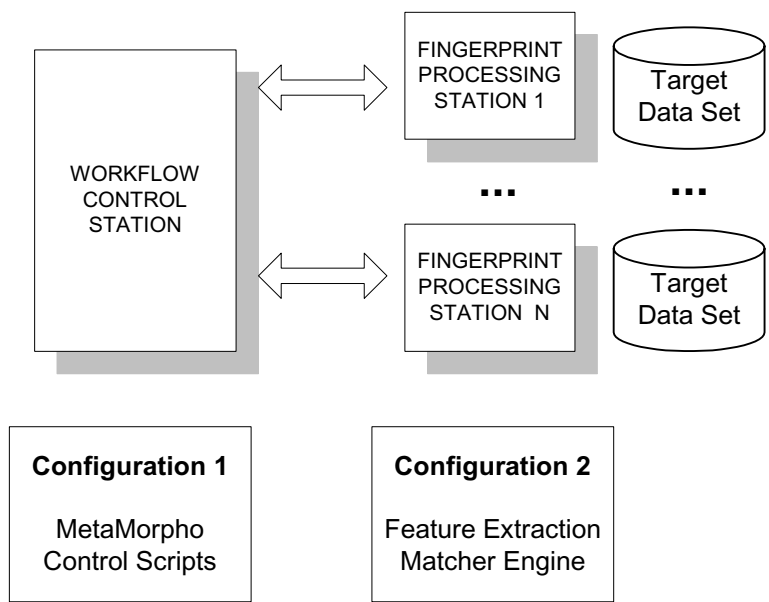 WORKFLOW
CONTROL
STATION
FINGERPRINT
PROCESSING
STATION 1
Target
Data Set
...
...
FINGERPRINT
PROCESSING
STATION N
Target
Data Set
Configuration 1
MetaMorpho
Control Scripts
Configuration 2
Feature Extraction
Matcher Engine